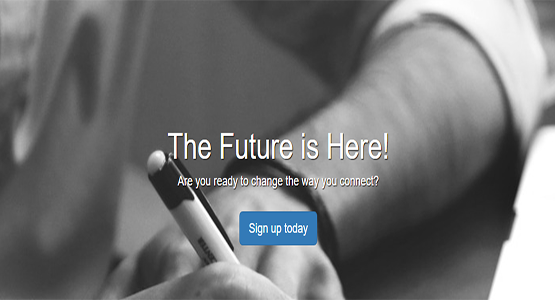 The Future is Here!
Are you ready to change the way you connect?
Sign up today